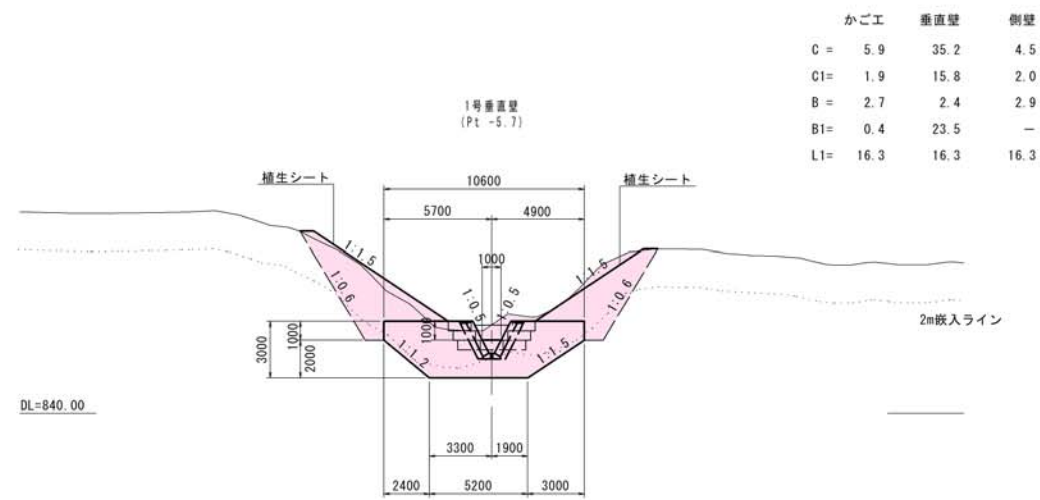 かご工 垂直壁 側壁
C = 5.9 35.2 4.5
C1= 1.9 15.8 2.0
B = 2.7 2.4 2.9
B1= 0.4 23.5 −
L1= 16.3 16.3 16.3
1号垂直壁
(Pt -5.7)
植生シート
植生シート
10600
5700 4900
1000
1:1.5
1:1.5
1:0.6
1:0.6
1:0.5
1:0.5
2m嵌入ライン
3000
1000
2000
1000
1:1.2
1:1.5
DL=840.00
3300 1900
2400 5200 3000